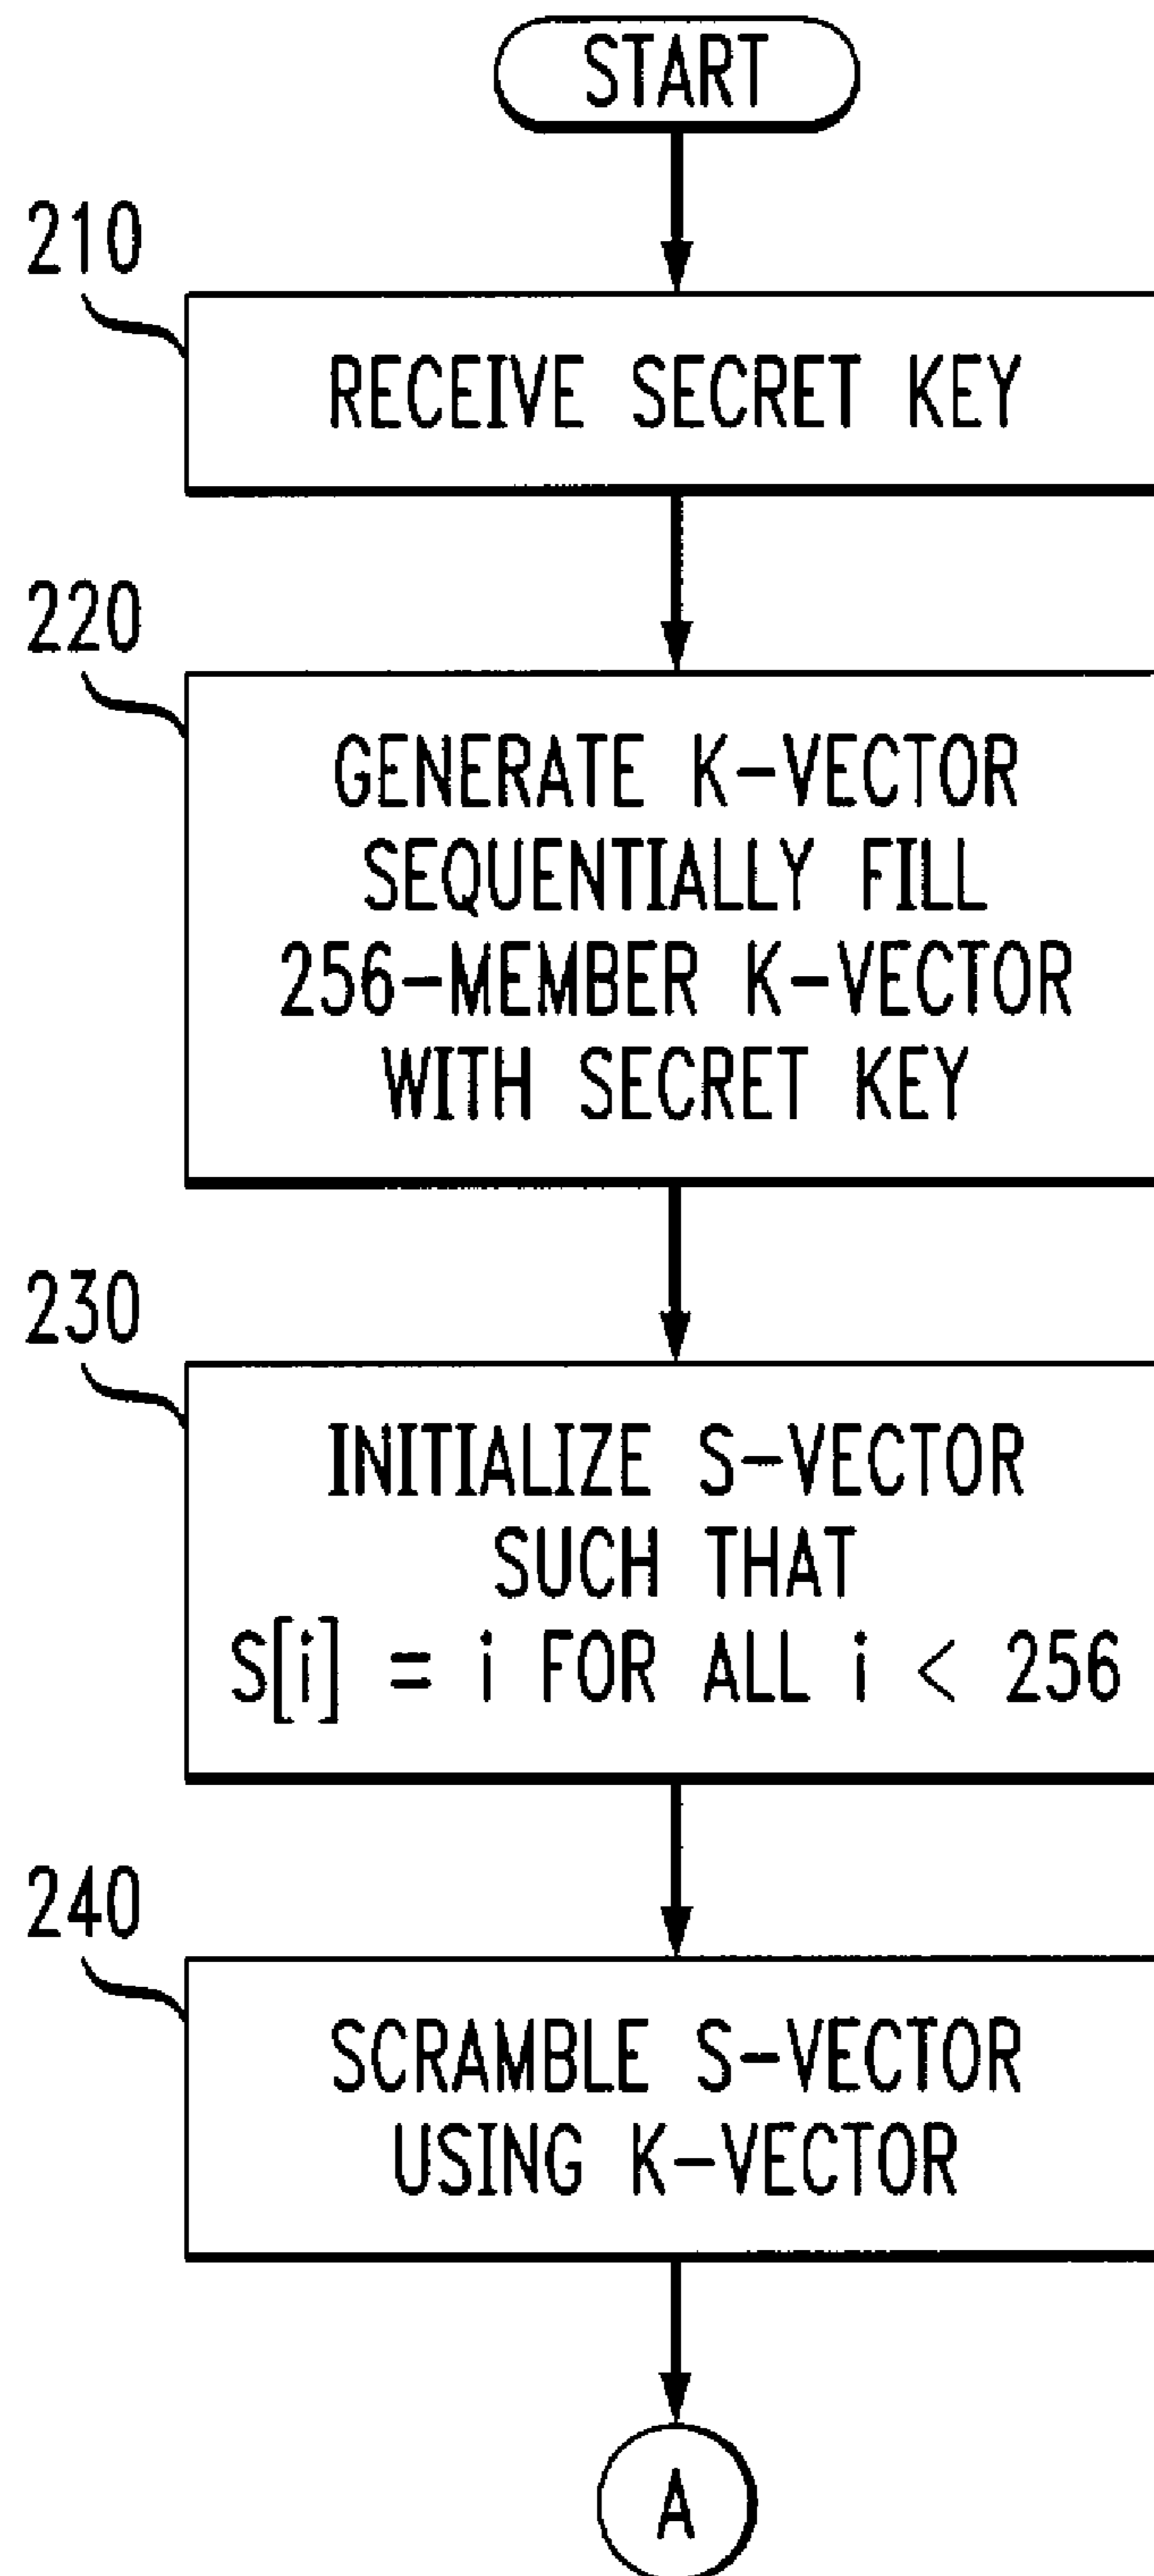 START
210
RECEIVE SECRET KEY
220
GENERATE K-VECTOR
SEQUENTIALLY FILL
256-MEMBER K-VECTOR
WITH SECRET KEY
230
INITIALIZE S-VECTOR
SUCH THAT
S[i] = i FOR ALL i < 256
240
SCRAMBLE S-VECTOR
USING K-VECTOR
A